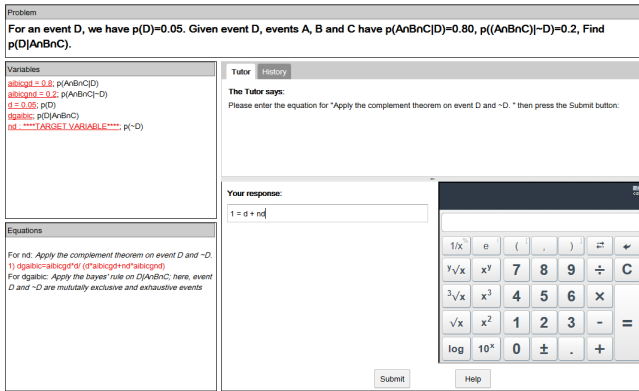 Problem
For an event D, we have p(D)=0.05. Given event D, events A, B and C have p(AnBnC|D)=0.80, p((AnBnC)|~D)=0.2, Find
p(D|AnBnC).
Variables
aibicgd = 0.8; p(AnBnC|D)
aibicgnd = 0.2; p(AnBnC|~D)
d = 0.05; p(D)
dgaibic; p(D|AnBnC)
nd : ****TARGET VARIABLE****; p(~D)
Tutor
History
The Tutor says:
Please enter the equation for "Apply the complement theorem on event D and ~D. " then press the Submit button:
Your response:
1 = d + nd
Equations
For nd: Apply the complement theorem on event D and ~D.
1) dgaibic=aibicgd*d/ (d*aibicgd+nd*aibicgnd)
For dgaibic: Apply the bayes' rule on D|AnBnC; here, event
D and ~D are mututally exclusive and exhaustive events
1/x e ( , ) ⇄
y√x x^y 7 8 9 ÷ C
3√x x^3 4 5 6 ×
√x x^2 1 2 3 - =
log 10^x 0 ± . +
Submit
Help